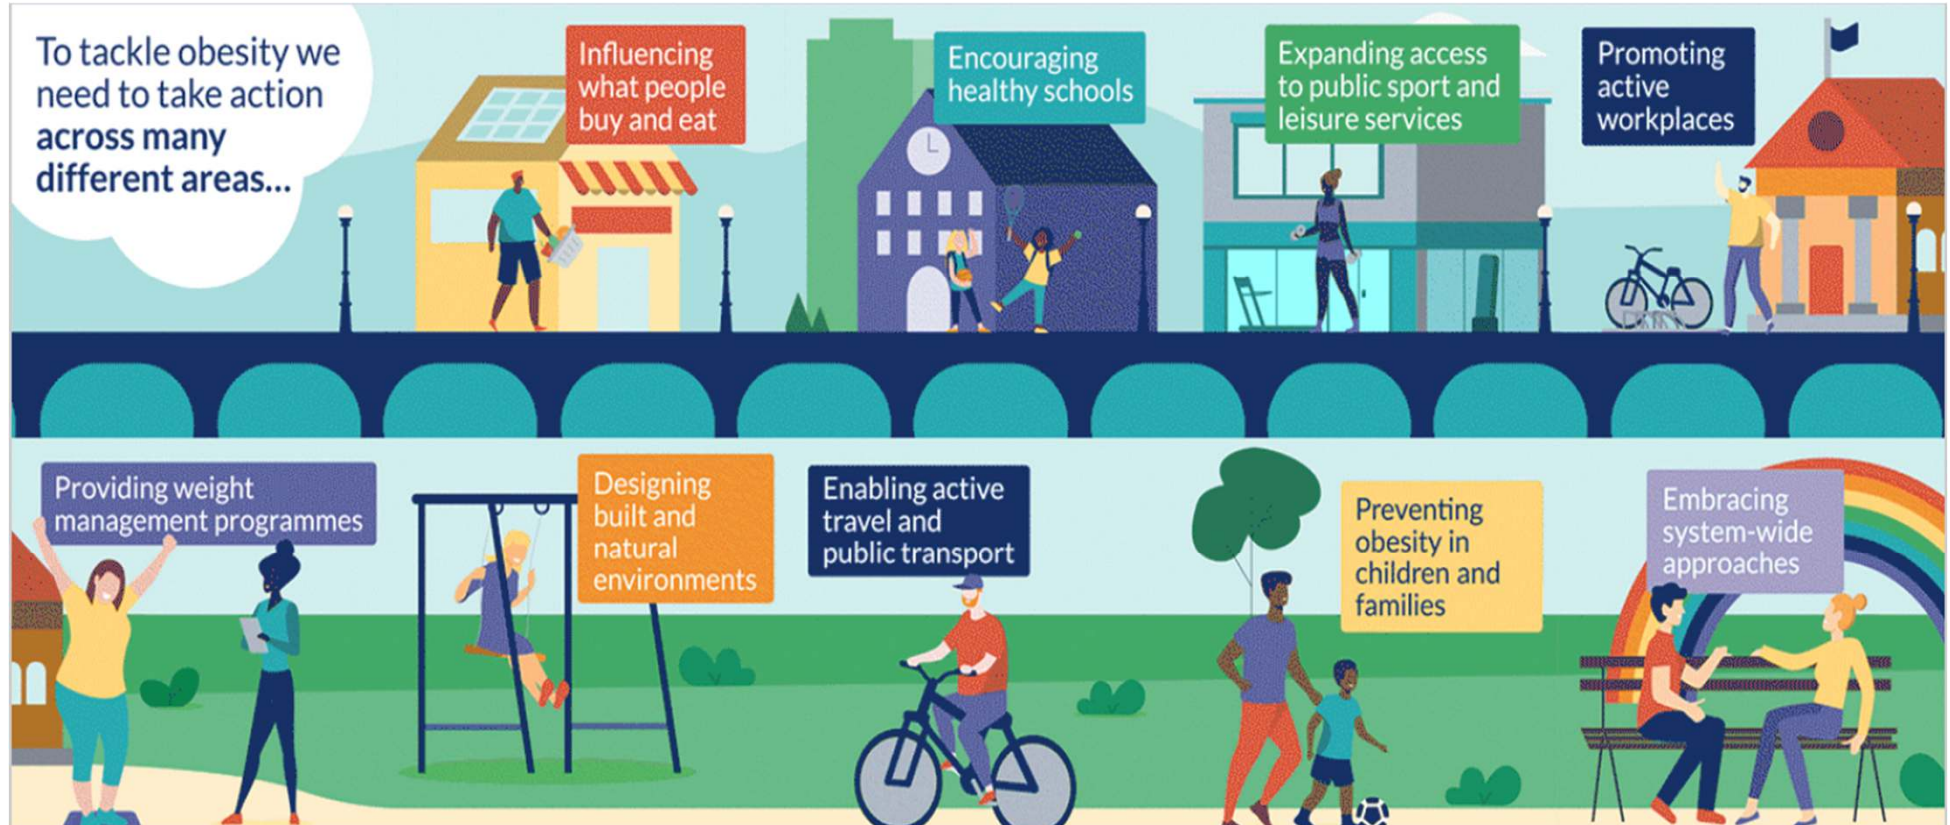 To tackle obesity we
need to take action
across many
different areas...
Influencing
what people
buy and eat
Encouraging
healthy schools
Expanding access
to public sport and
leisure services
Promoting
active
workplaces
Providing weight
management programmes
Designing
built and
natural
environments
Enabling active
travel and
public transport
Preventing
obesity in
children and
families
Embracing
system-wide
approaches